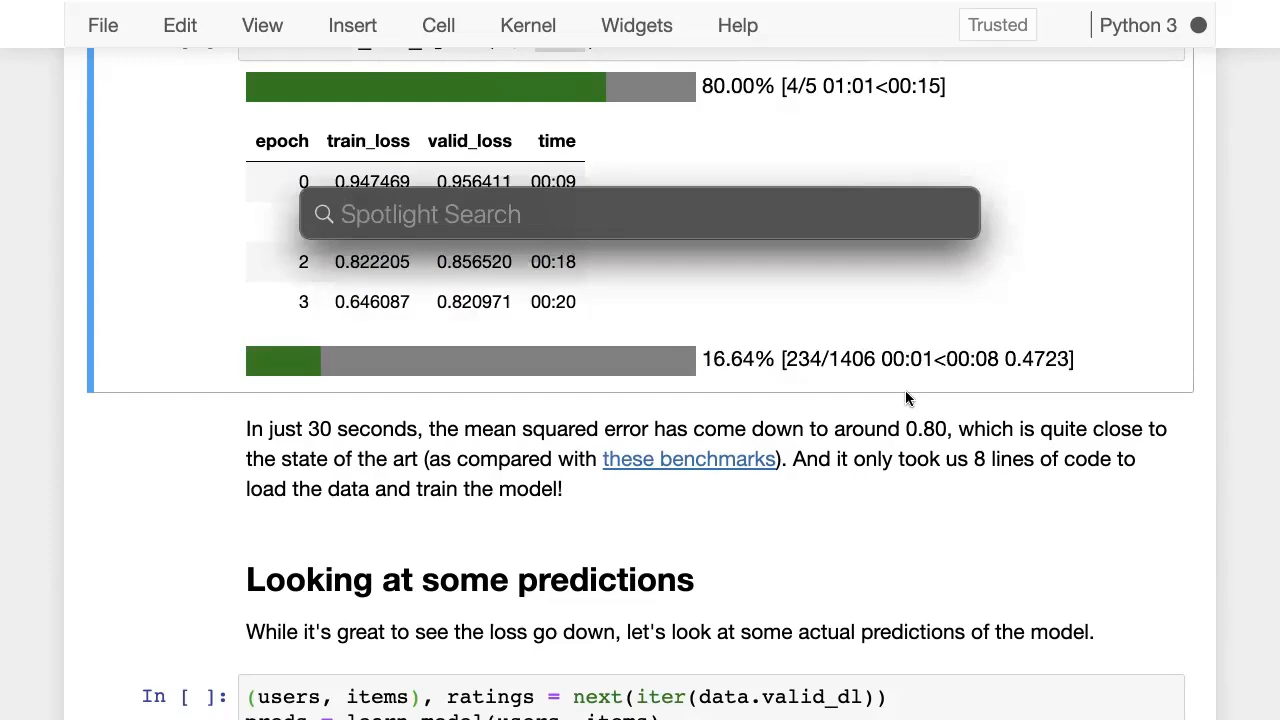 File Edit View Insert Cell Kernel Widgets Help Trusted Python 3
80.00% [4/5 01:01<00:15]
epoch train_loss valid_loss time
0 0.947469 0.956411 00:09
Spotlight Search
2 0.822205 0.856520 00:18
3 0.646087 0.820971 00:20
16.64% [234/1406 00:01<00:08 0.4723]
In just 30 seconds, the mean squared error has come down to around 0.80, which is quite close to
the state of the art (as compared with these benchmarks). And it only took us 8 lines of code to
load the data and train the model!
Looking at some predictions
While it's great to see the loss go down, let's look at some actual predictions of the model.
In [ ]: (users, items), ratings = next(iter(data.valid_dl))
preds = learn.model(users, items)